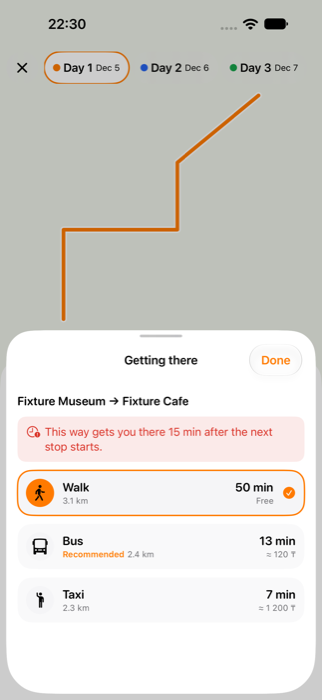 22:30
Day 1 Dec 5
Day 2 Dec 6
Day 3 Dec 7
Getting there
Done
Fixture Museum → Fixture Cafe
This way gets you there 15 min after the next
stop starts.
Walk
50 min
3.1 km
Free
Bus
13 min
Recommended 2.4 km
≈ 120 ₸
Taxi
7 min
2.3 km
≈ 1 200 ₸